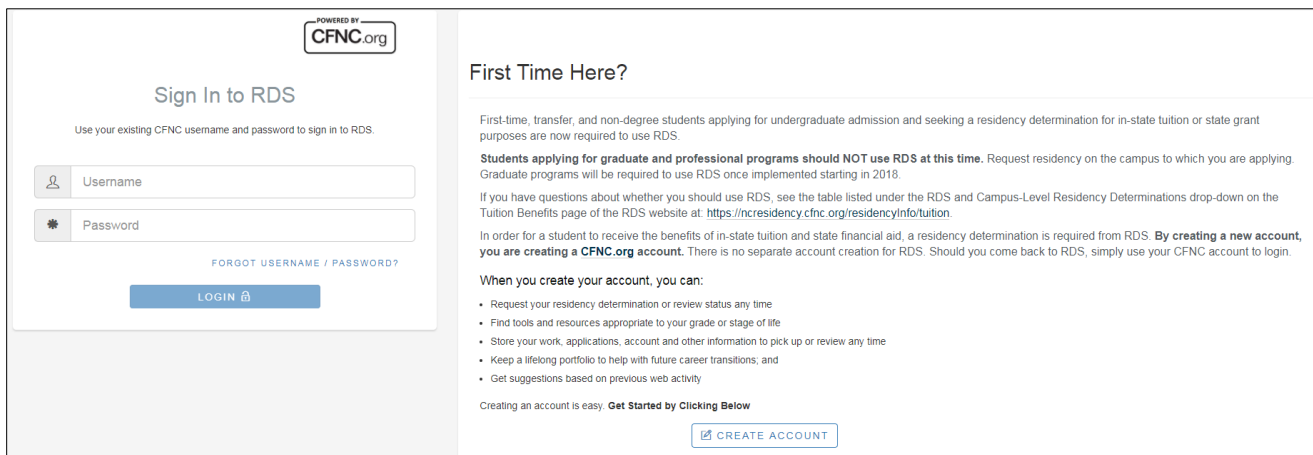 POWERED BY
CFNC.org
Sign In to RDS
Use your existing CFNC username and password to sign in to RDS.
Username
Password
FORGOT USERNAME / PASSWORD?
LOGIN
First Time Here?
First-time, transfer, and non-degree students applying for undergraduate admission and seeking a residency determination for in-state tuition or state grant
purposes are now required to use RDS.
Students applying for graduate and professional programs should NOT use RDS at this time. Request residency on the campus to which you are applying.
Graduate programs will be required to use RDS once implemented starting in 2018.
If you have questions about whether you should use RDS, see the table listed under the RDS and Campus-Level Residency Determinations drop-down on the
Tuition Benefits page of the RDS website at: https://ncresidency.cfnc.org/residencyInfo/tuition.
In order for a student to receive the benefits of in-state tuition and state financial aid, a residency determination is required from RDS. By creating a new account,
you are creating a CFNC.org account. There is no separate account creation for RDS. Should you come back to RDS, simply use your CFNC account to login.
When you create your account, you can:
• Request your residency determination or review status any time
• Find tools and resources appropriate to your grade or stage of life
• Store your work, applications, account and other information to pick up or review any time
• Keep a lifelong portfolio to help with future career transitions; and
• Get suggestions based on previous web activity
Creating an account is easy. Get Started by Clicking Below
CREATE ACCOUNT